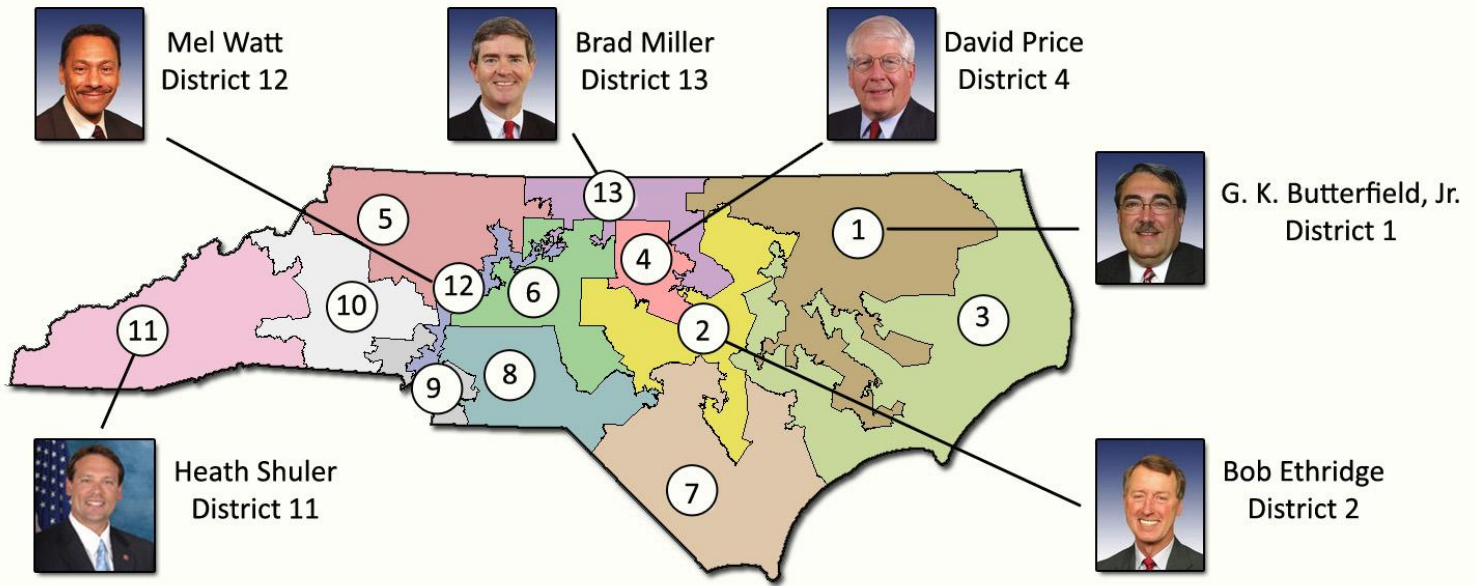 Mel Watt
District 12
Brad Miller
District 13
David Price
District 4
G. K. Butterfield, Jr.
District 1
13
5
1
4
12
6
10
3
11
2
8
9
7
Heath Shuler
District 11
Bob Ethridge
District 2